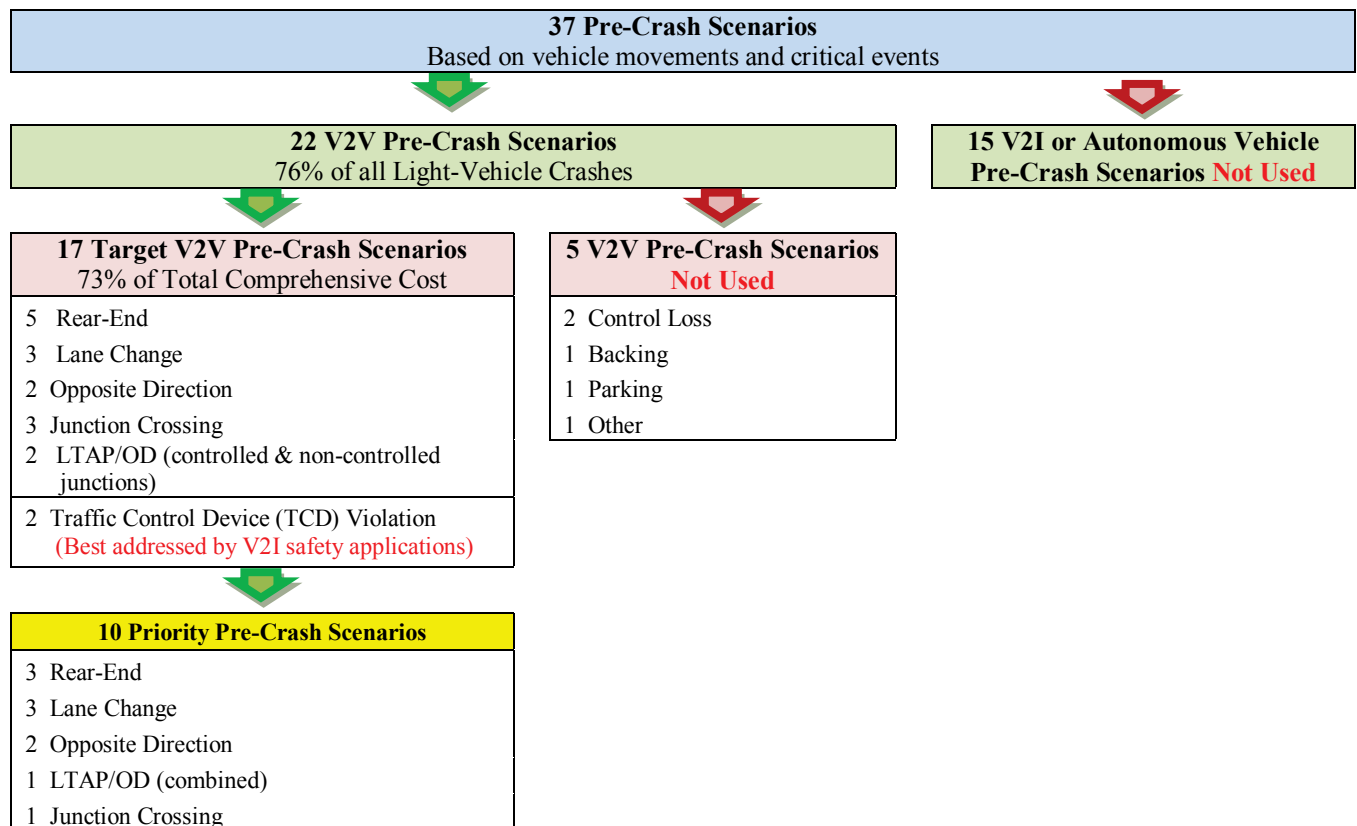 37 Pre-Crash Scenarios
Based on vehicle movements and critical events
22 V2V Pre-Crash Scenarios
76% of all Light-Vehicle Crashes
15 V2I or Autonomous Vehicle
Pre-Crash Scenarios Not Used
17 Target V2V Pre-Crash Scenarios
73% of Total Comprehensive Cost
5 Rear-End
3 Lane Change
2 Opposite Direction
3 Junction Crossing
2 LTAP/OD (controlled & non-controlled
junctions)
2 Traffic Control Device (TCD) Violation
(Best addressed by V2I safety applications)
5 V2V Pre-Crash Scenarios
Not Used
2 Control Loss
1 Backing
1 Parking
1 Other
10 Priority Pre-Crash Scenarios
3 Rear-End
3 Lane Change
2 Opposite Direction
1 LTAP/OD (combined)
1 Junction Crossing